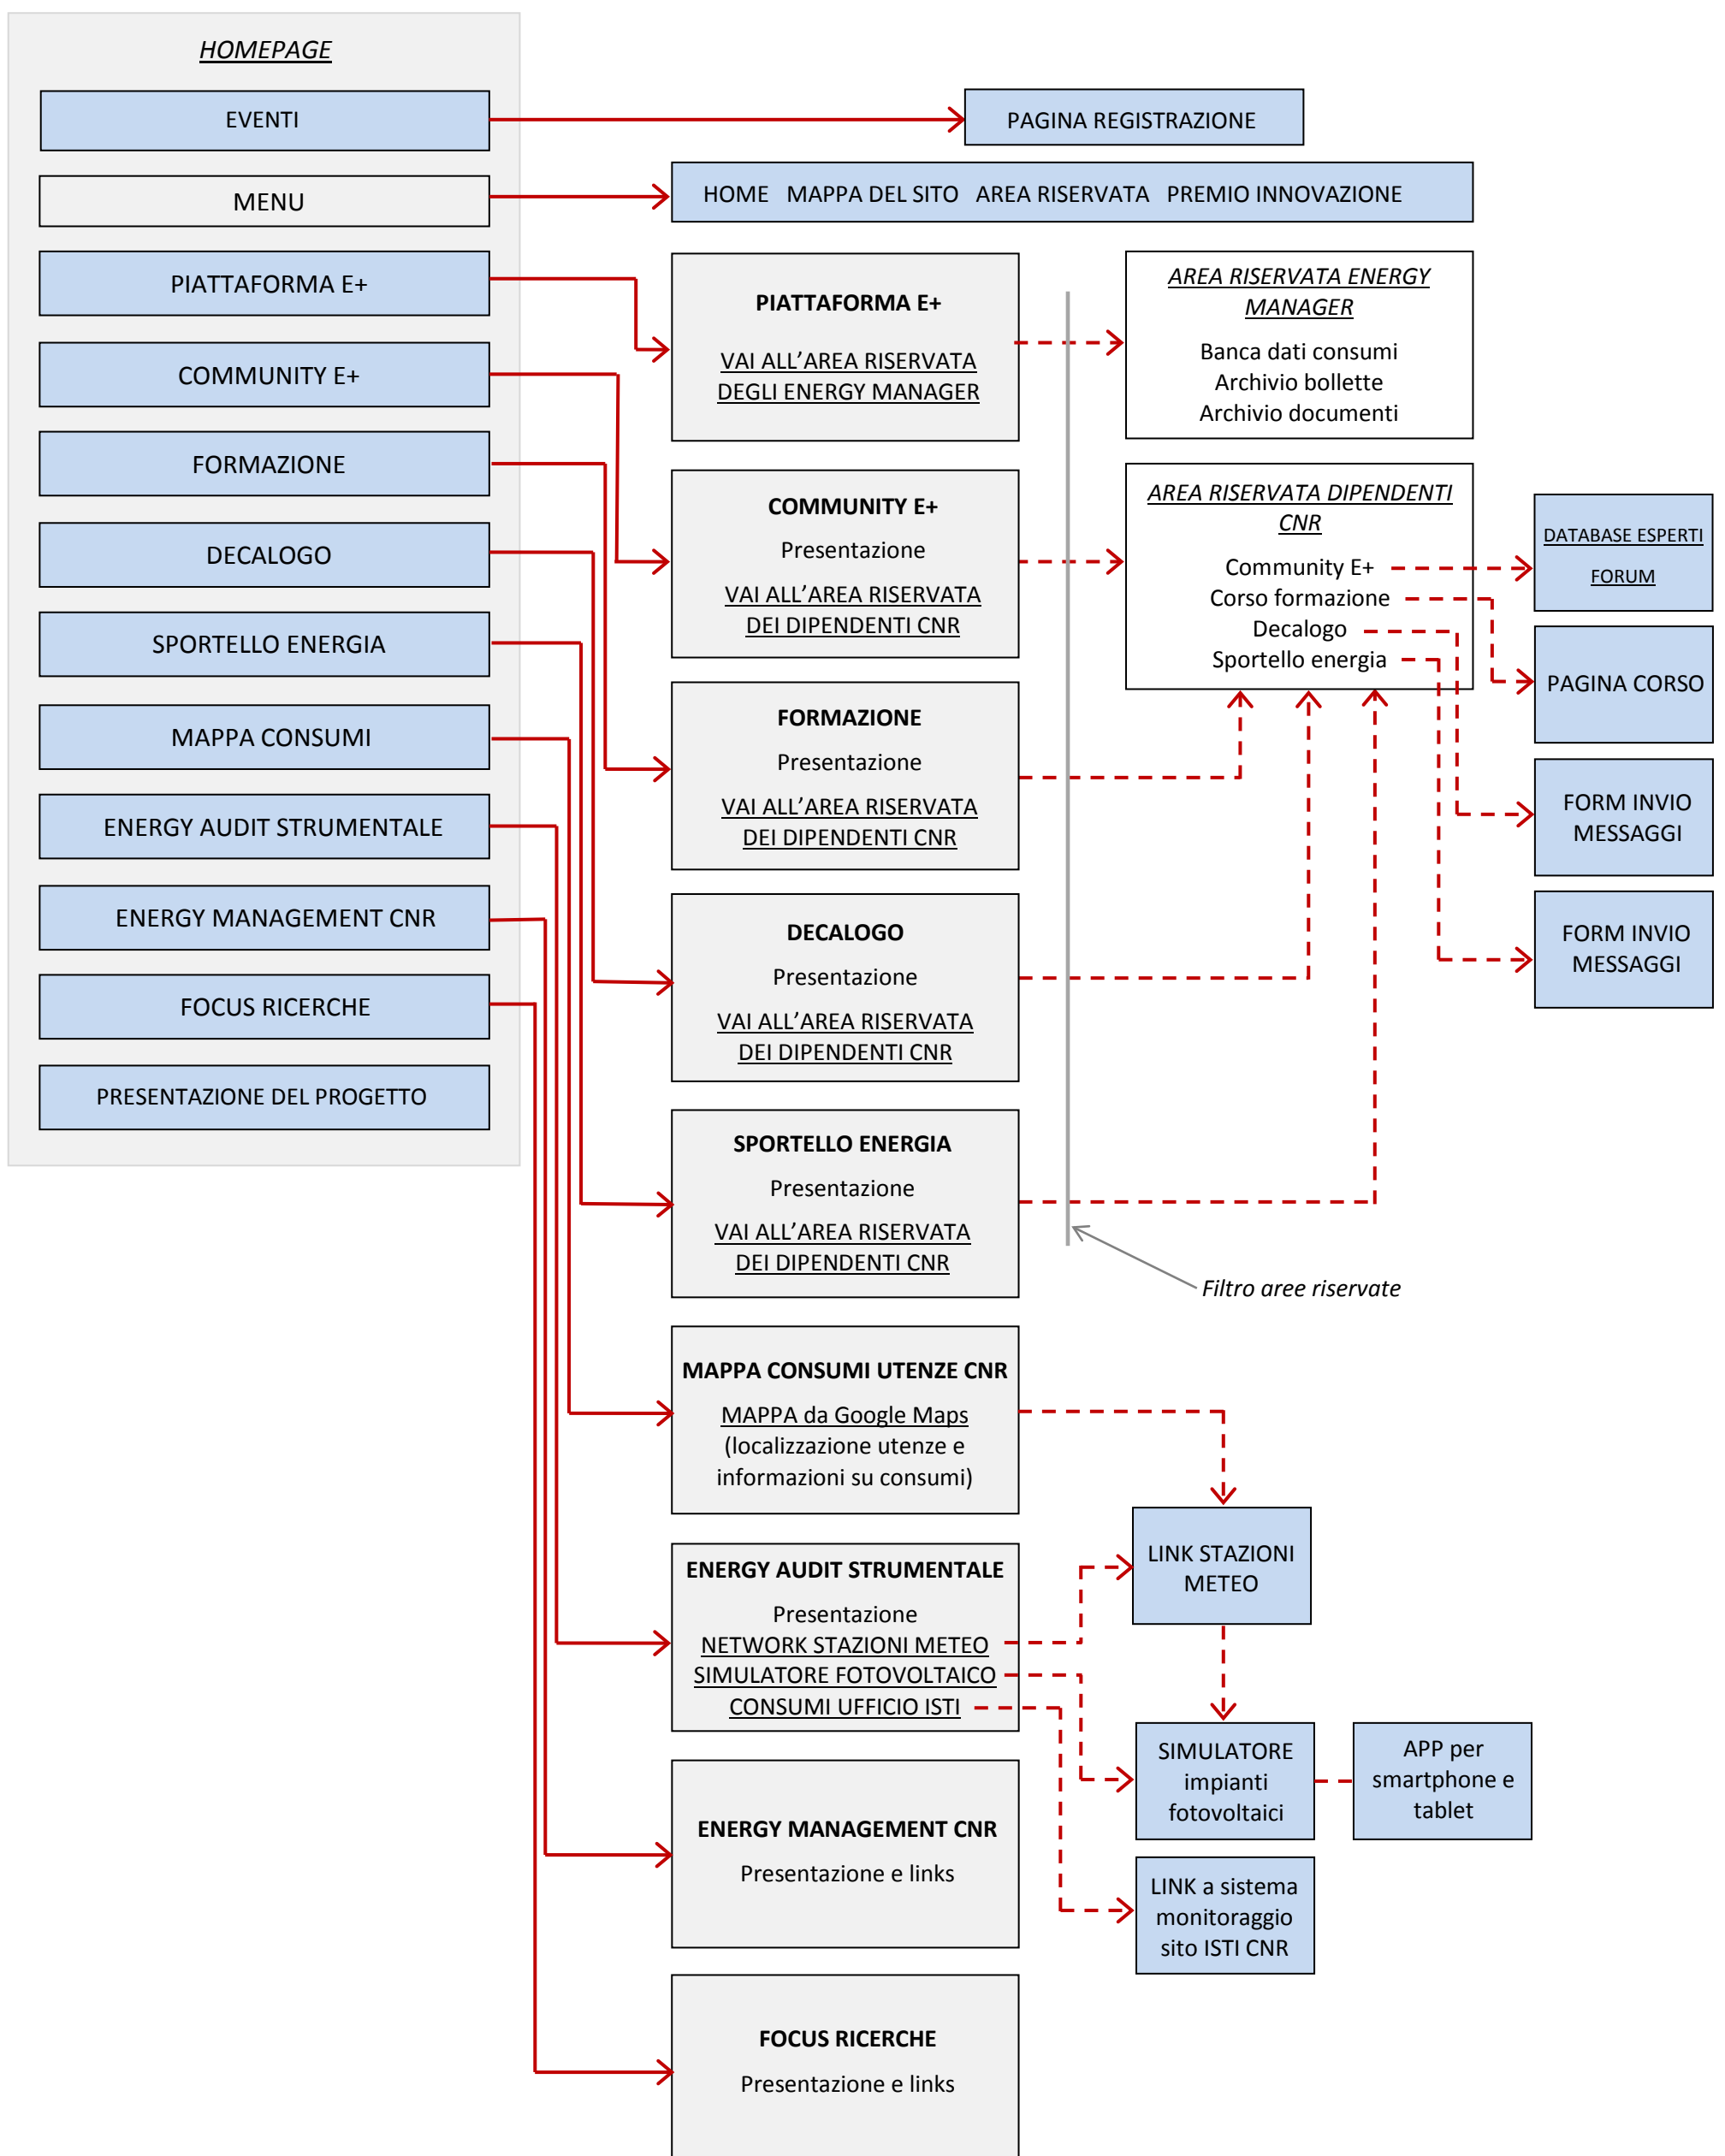 HOMEPAGE
EVENTI
MENU
PIATTAFORMA E+
COMMUNITY E+
FORMAZIONE
DECALOGO
SPORTELLO ENERGIA
MAPPA CONSUMI
ENERGY AUDIT STRUMENTALE
ENERGY MANAGEMENT CNR
FOCUS RICERCHE
PRESENTAZIONE DEL PROGETTO
PAGINA REGISTRAZIONE
HOME MAPPA DEL SITO AREA RISERVATA PREMIO INNOVAZIONE
PIATTAFORMA E+
VAI ALL’AREA RISERVATA
DEGLI ENERGY MANAGER
COMMUNITY E+
Presentazione
VAI ALL’AREA RISERVATA
DEI DIPENDENTI CNR
FORMAZIONE
Presentazione
VAI ALL’AREA RISERVATA
DEI DIPENDENTI CNR
DECALOGO
Presentazione
VAI ALL’AREA RISERVATA
DEI DIPENDENTI CNR
SPORTELLO ENERGIA
Presentazione
VAI ALL’AREA RISERVATA
DEI DIPENDENTI CNR
MAPPA CONSUMI UTENZE CNR
MAPPA da Google Maps
(localizzazione utenze e
informazioni su consumi)
ENERGY AUDIT STRUMENTALE
Presentazione
NETWORK STAZIONI METEO
SIMULATORE FOTOVOLTAICO
CONSUMI UFFICIO ISTI
ENERGY MANAGEMENT CNR
Presentazione e links
FOCUS RICERCHE
Presentazione e links
AREA RISERVATA ENERGY
MANAGER
Banca dati consumi
Archivio bollette
Archivio documenti
AREA RISERVATA DIPENDENTI
CNR
Community E+
Corso formazione
Decalogo
Sportello energia
Filtro aree riservate
LINK STAZIONI
METEO
SIMULATORE
impianti
fotovoltaici
LINK a sistema
monitoraggio
sito ISTI CNR
APP per
smartphone e
tablet
DATABASE ESPERTI
FORUM
PAGINA CORSO
FORM INVIO
MESSAGGI
FORM INVIO
MESSAGGI